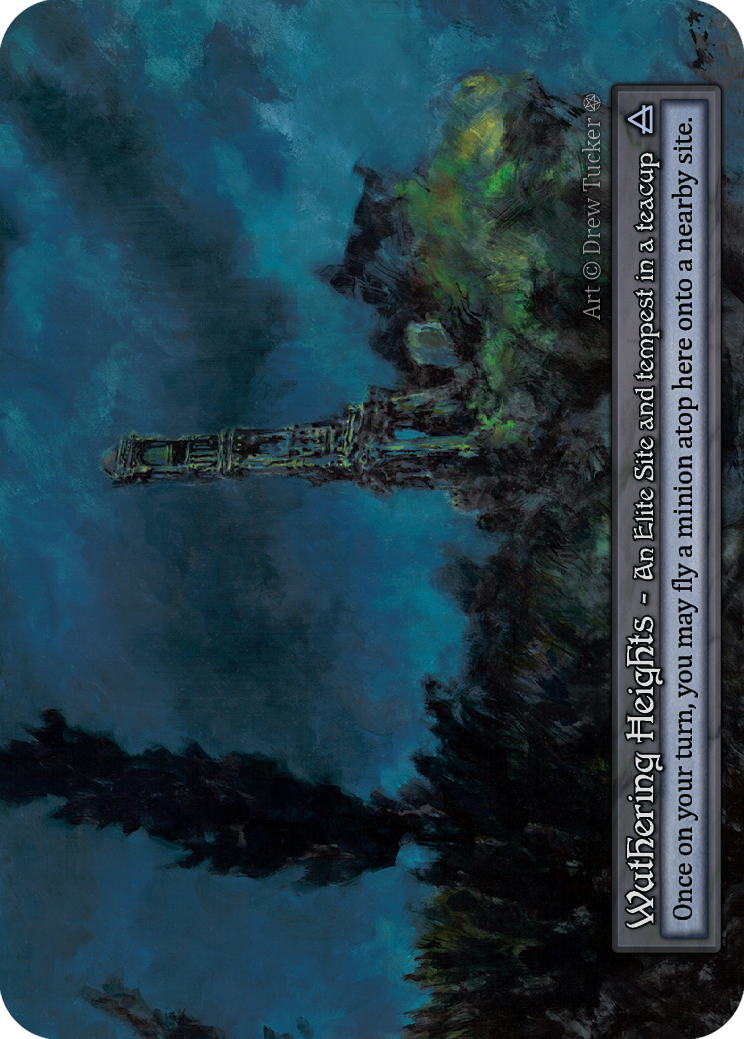 Art © Drew Tucker
Wuthering Heights - An Elite Site and tempest in a teacup
Once on your turn, you may fly a minion atop here onto a nearby site.